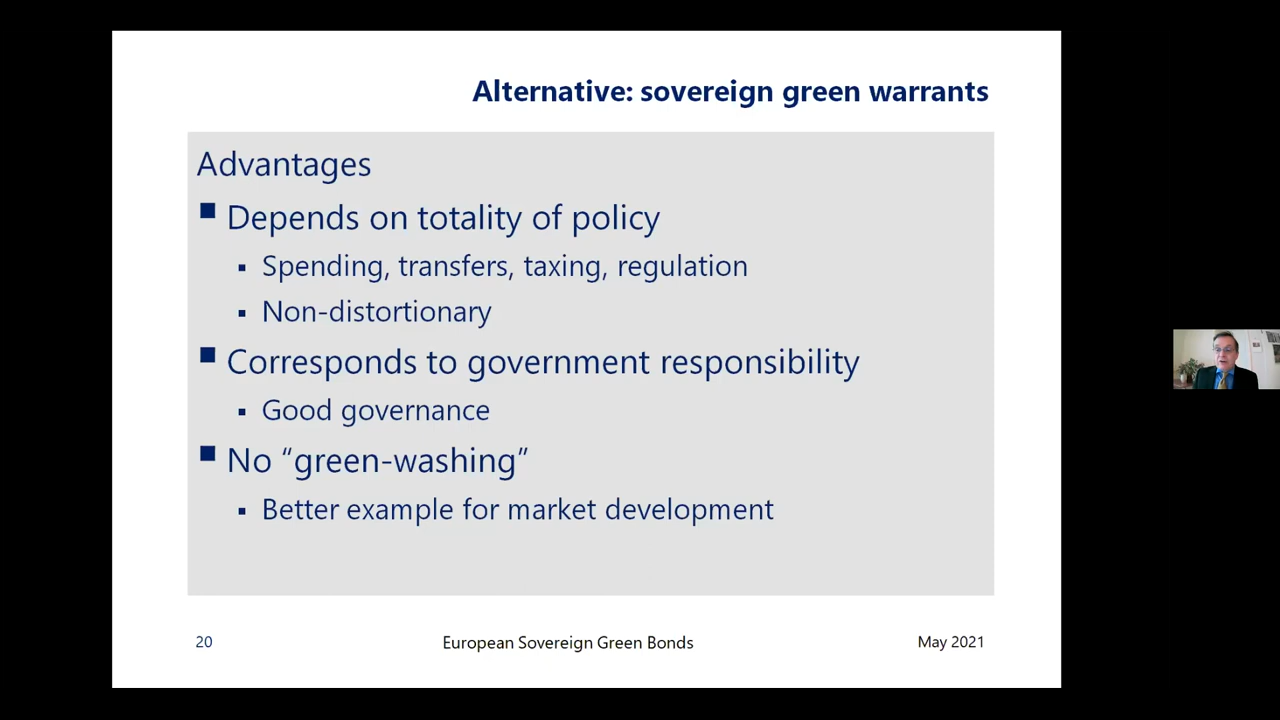 Alternative: sovereign green warrants
Advantages
Depends on totality of policy
Spending, transfers, taxing, regulation
Non-distortionary
Corresponds to government responsibility
Good governance
No “green-washing”
Better example for market development
20 European Sovereign Green Bonds May 2021